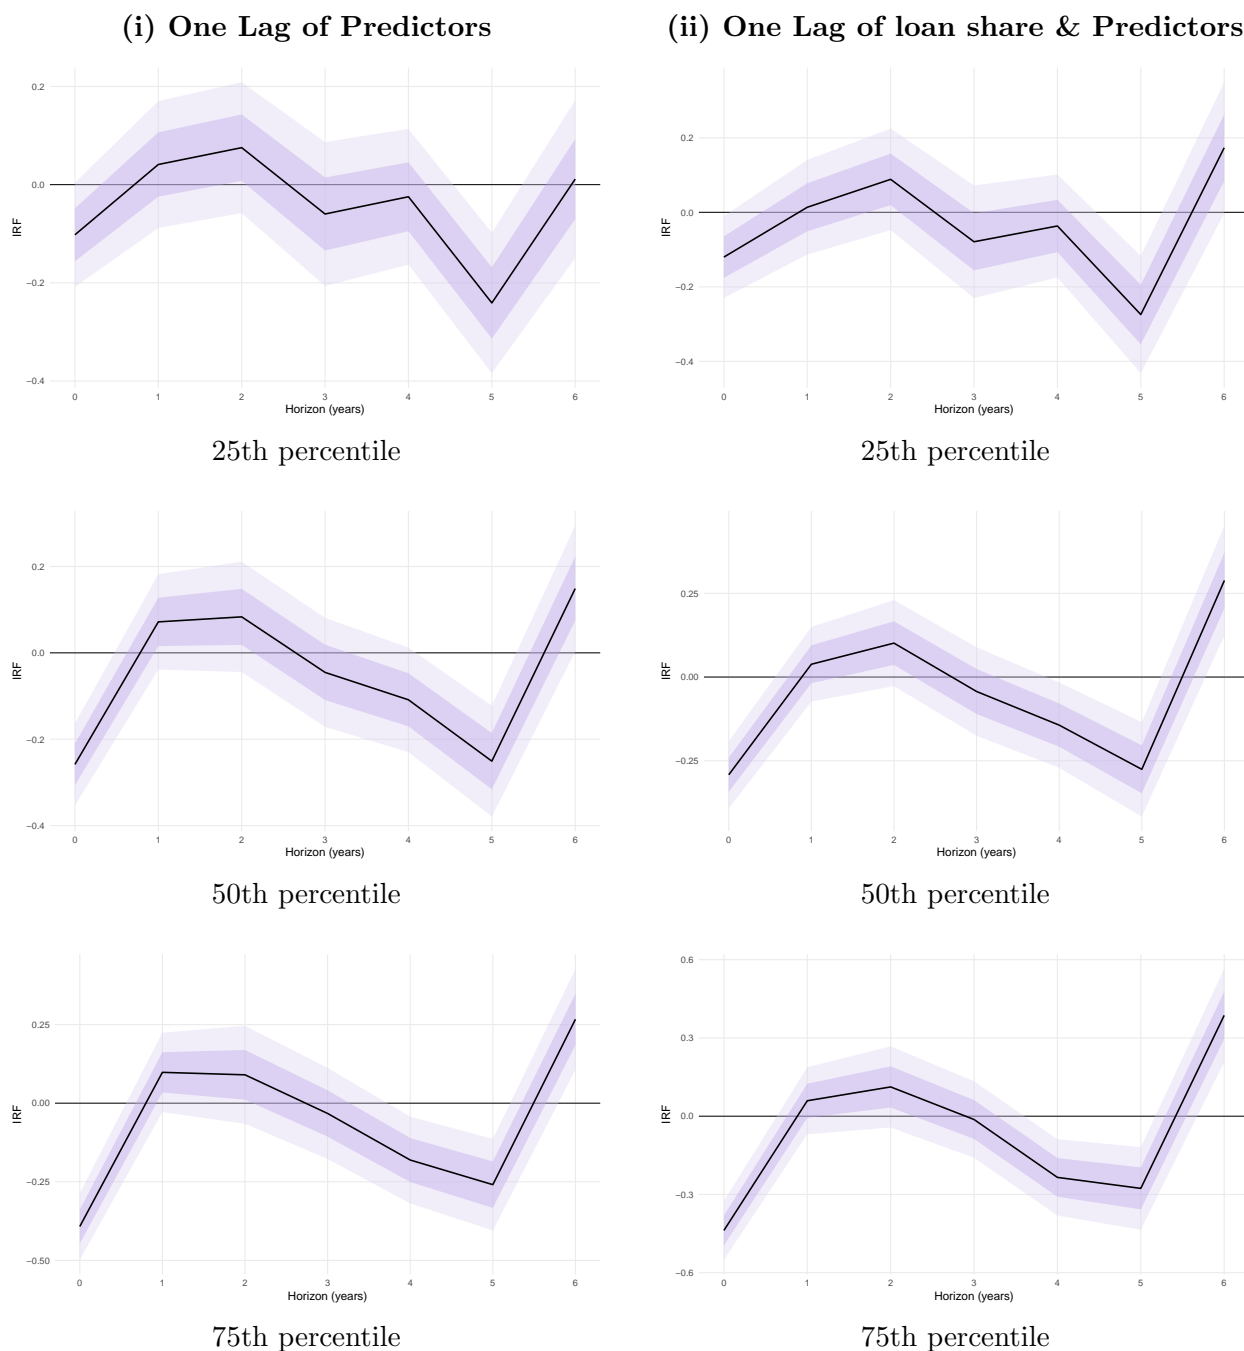 (i) One Lag of Predictors
(ii) One Lag of loan share & Predictors
0.2
0.0
−0.2
−0.4
IRF
0 1 2 3 4 5 6
Horizon (years)
25th percentile
0.2
0.0
−0.2
−0.4
IRF
0 1 2 3 4 5 6
Horizon (years)
25th percentile
0.2
0.0
−0.2
−0.4
IRF
0 1 2 3 4 5 6
Horizon (years)
50th percentile
0.25
0.00
−0.25
IRF
0 1 2 3 4 5 6
Horizon (years)
50th percentile
0.25
0.00
−0.25
−0.50
IRF
0 1 2 3 4 5 6
Horizon (years)
75th percentile
0.6
0.3
0.0
−0.3
−0.6
IRF
0 1 2 3 4 5 6
Horizon (years)
75th percentile